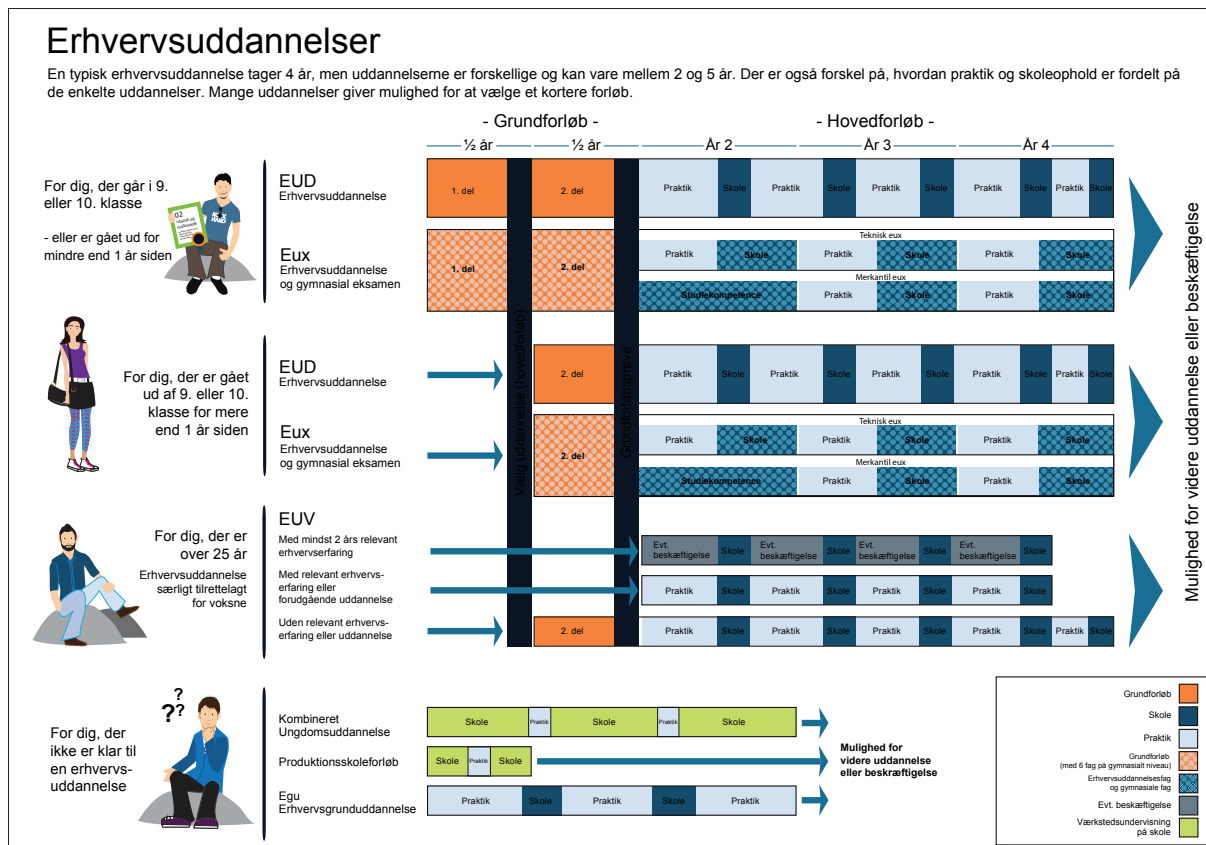 Erhvervsuddannelser
En typisk erhvervsuddannelse tager 4 år, men uddannelserne er forskellige og kan vare mellem 2 og 5 år. Der er også forskel på, hvordan praktik og skoleophold er fordelt på
de enkelte uddannelser. Mange uddannelser giver mulighed for at vælge et kortere forløb.
- Grundforløb -
- Hovedforløb -
½ år
½ år
År 2
År 3
År 4
For dig, der går i 9.
eller 10. klasse
- eller er gået ud for
mindre end 1 år siden
EUD
Erhvervsuddannelse
1. del
2. del
Praktik Skole Praktik Skole Praktik Skole Praktik Skole Praktik Skole
Eux
Erhvervsuddannelse
og gymnasial eksamen
1. del
2. del
Teknisk eux
Praktik Skole Praktik Skole Praktik Skole
Merkantil eux
Studiekompetence Praktik Skole Praktik Skole
Vælg uddannelse (hovedforløb)
Grundforløbsprøve
For dig, der er gået
ud af 9. eller 10.
klasse for mere
end 1 år siden
EUD
Erhvervsuddannelse
2. del
Praktik Skole Praktik Skole Praktik Skole Praktik Skole Praktik Skole
Eux
Erhvervsuddannelse
og gymnasial eksamen
2. del
Teknisk eux
Praktik Skole Praktik Skole Praktik Skole
Merkantil eux
Studiekompetence Praktik Skole Praktik Skole
For dig, der er
over 25 år
Erhvervsuddannelse
særligt tilrettelagt
for voksne
EUV
Med mindst 2 års relevant
erhvervserfaring
Evt. beskæftigelse Skole Evt. beskæftigelse Skole Evt. beskæftigelse Skole Evt. beskæftigelse Skole
Med relevant erhvervs-
erfaring eller
forudgående uddannelse
Praktik Skole Praktik Skole Praktik Skole Praktik Skole
Uden relevant erhvervs-
erfaring eller uddannelse
2. del
Praktik Skole Praktik Skole Praktik Skole Praktik Skole Praktik Skole
Mulighed for videre uddannelse eller beskæftigelse
? ? ?
For dig, der
ikke er klar til
en erhvervs-
uddannelse
Kombineret
Ungdomsuddannelse
Skole Praktik Skole Praktik Skole
Produktionsskoleforløb
Skole Praktik Skole
Egu
Erhvervsgrunduddannelse
Praktik Skole Praktik Skole Praktik
Mulighed for
videre uddannelse
eller beskæftigelse
Grundforløb
Skole
Praktik
Grundforløb
(med 6 fag på gymnasialt niveau)
Erhvervsuddannelsesfag
og gymnasiale fag
Evt. beskæftigelse
Værkstedsundervisning
på skole